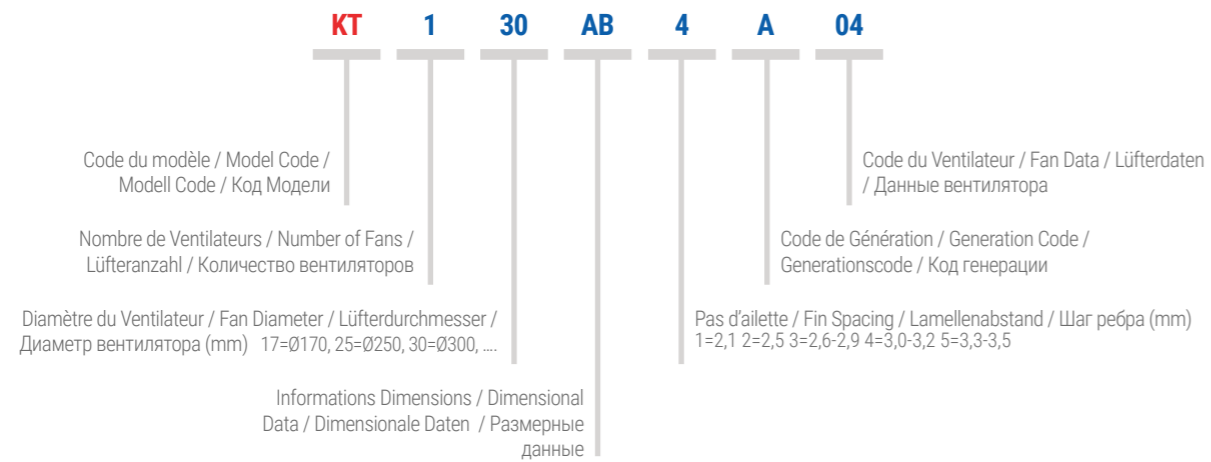 KT 1 30 AB 4 A 04
Code du modèle / Model Code /
Modell Code / Код Модели
Code du Ventilateur / Fan Data / Lüfterdaten
/ Данные вентилятора
Nombre de Ventilateurs / Number of Fans /
Lüfteranzahl / Количество вентиляторов
Code de Génération / Generation Code /
Generationscode / Код генерации
Diamètre du Ventilateur / Fan Diameter / Lüfterdurchmesser /
Диаметр вентилятора (mm) 17=Ø170, 25=Ø250, 30=Ø300, ....
Pas d’ailette / Fin Spacing / Lamellenabstand / Шаг ребра (mm)
1=2,1 2=2,5 3=2,6-2,9 4=3,0-3,2 5=3,3-3,5
Informations Dimensions / Dimensional
Data / Dimensionale Daten / Размерные
данные